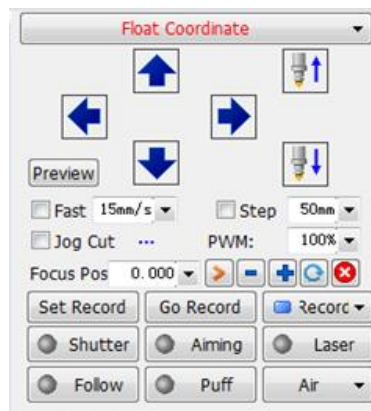 Float Coordinate
Preview
Fast 15mm/s Step 50mm
Jog Cut ... PWM: 100%
Focus Pos 0.000
Set Record Go Record Record
Shutter Aiming Laser
Follow Puff Air